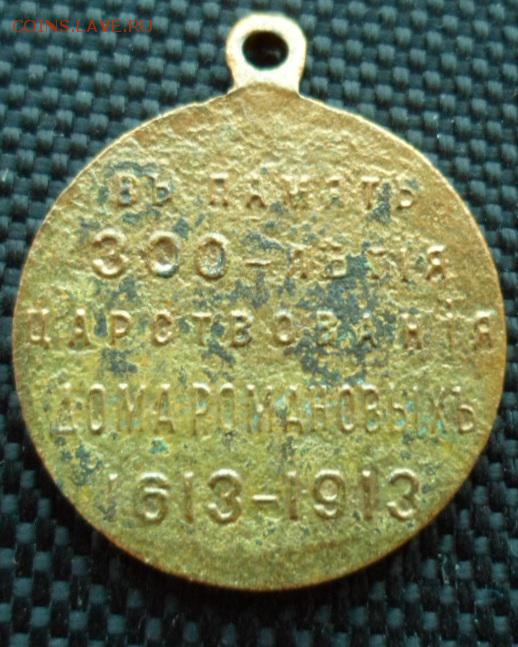 COINS.LAVE.RU
ВЪ ПАМЯТЬ
300-ЛѢТІЯ
ЦАРСТВОВАНІЯ
ДОМА РОМАНОВЫХЪ
1613-1913